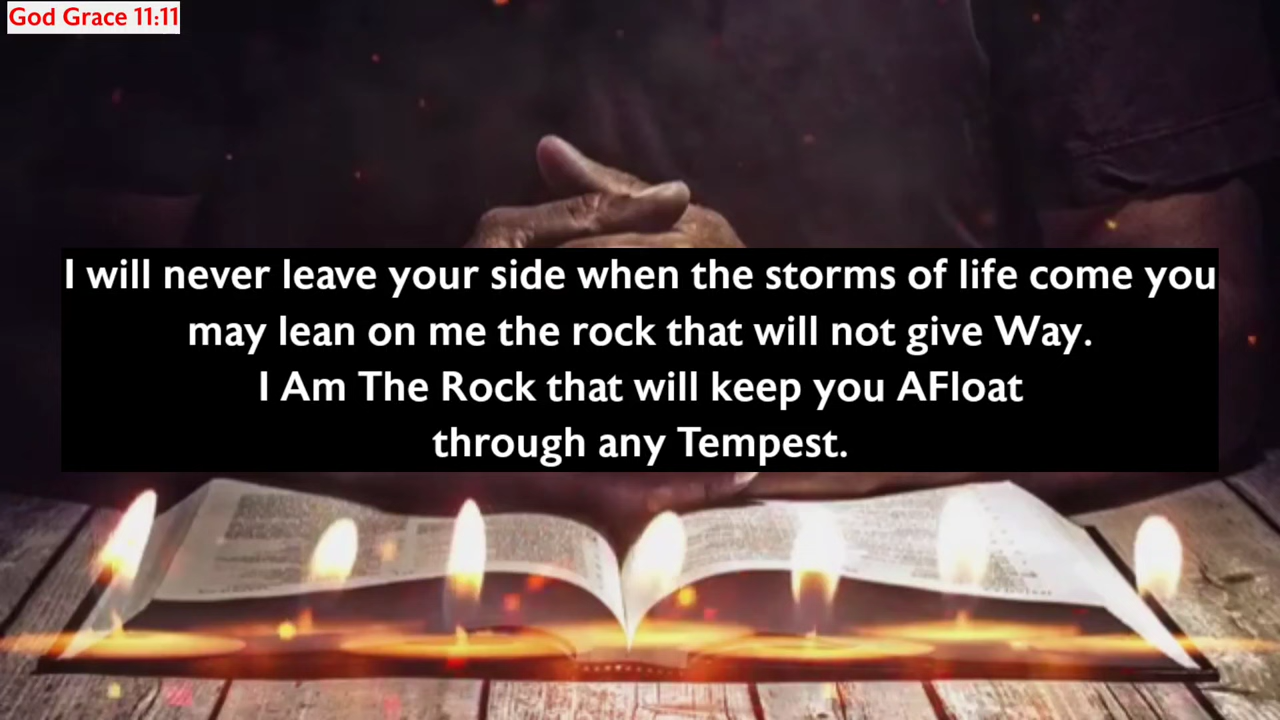 God Grace 11:11
I will never leave your side when the storms of life come you
may lean on me the rock that will not give Way.
I Am The Rock that will keep you AFloat
through any Tempest.